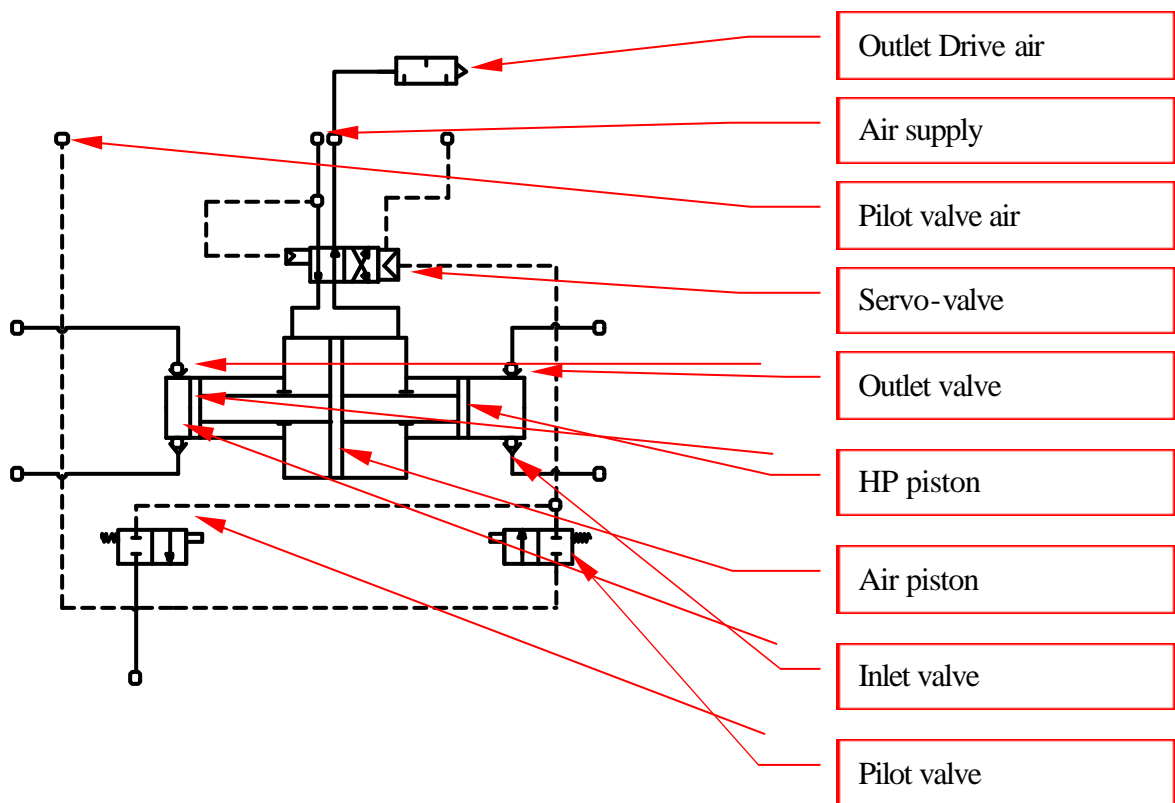 Outlet Drive air
Air supply
Pilot valve air
Servo-valve
Outlet valve
HP piston
Air piston
Inlet valve
Pilot valve